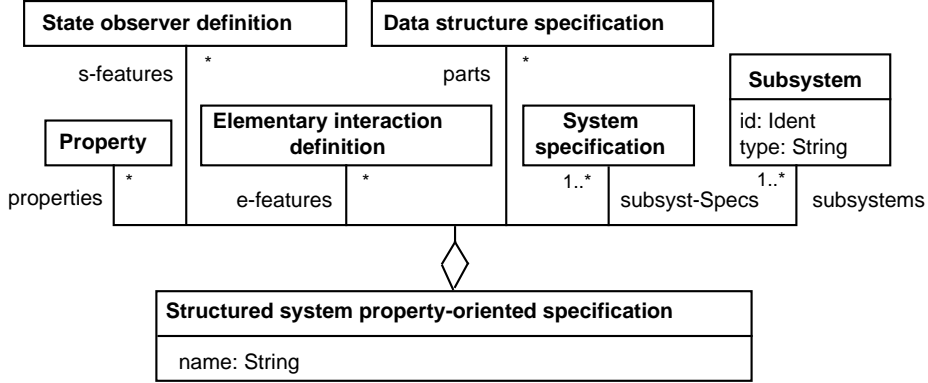 State observer definition
Data structure specification
*
*
s-features
parts
Subsystem
id: Ident
type: String
Property
Elementary interaction
definition
System
specification
*
*
1..*
1..*
properties
e-features
subsyst-Specs
subsystems
Structured system property-oriented specification
name: String